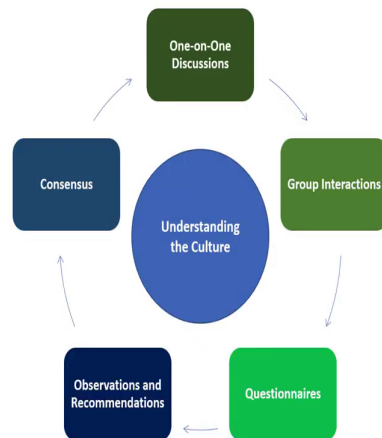 One-on-One
Discussions
Group Interactions
Questionnaires
Observations and
Recommendations
Consensus
Understanding
the Culture